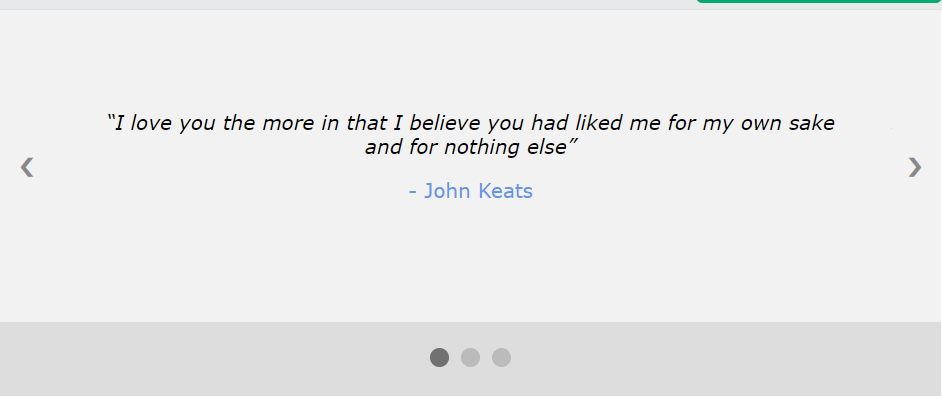 “I love you the more in that I believe you had liked me for my own sake
and for nothing else”
- John Keats